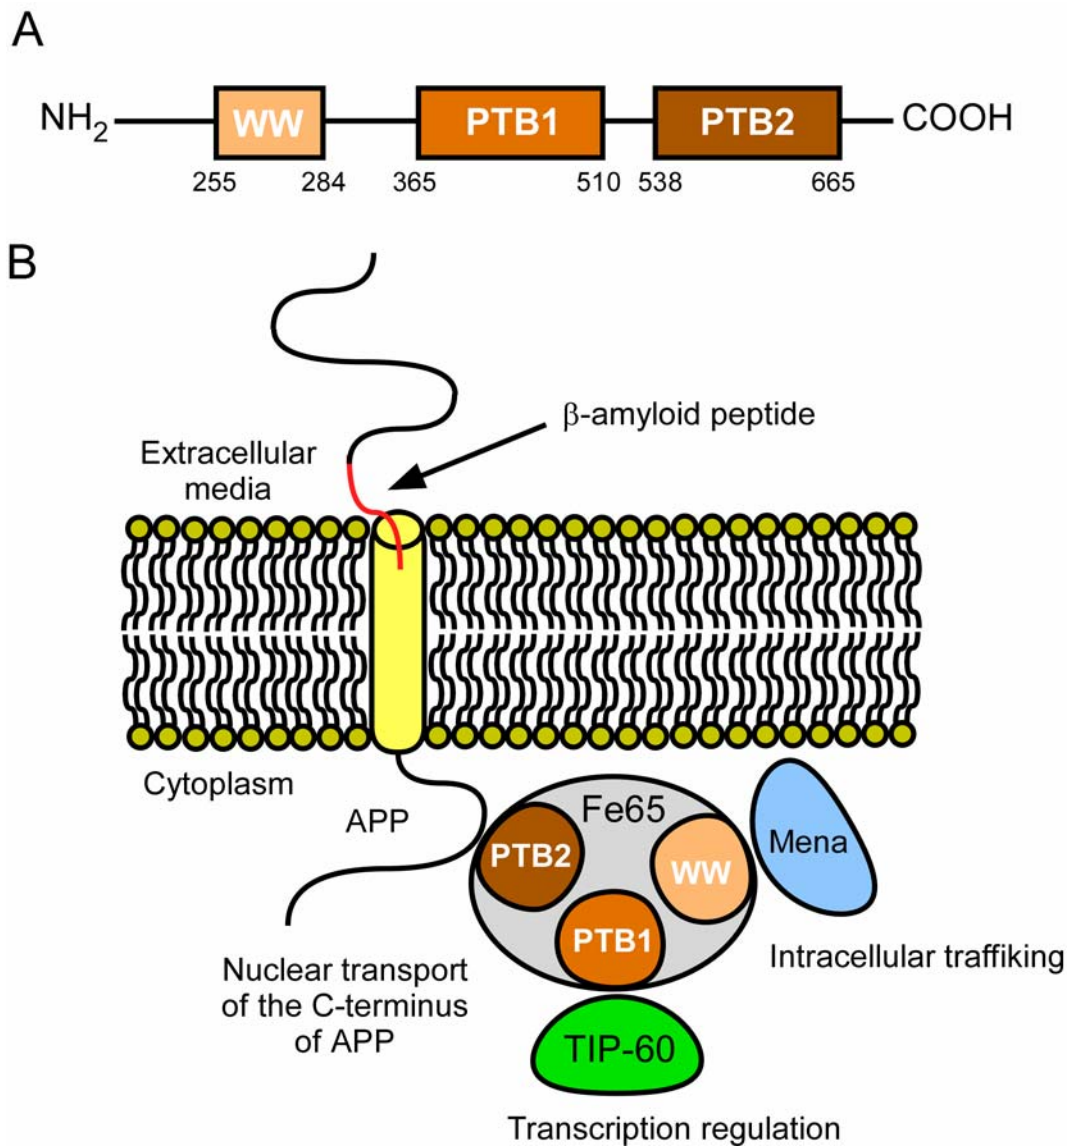 A
NH2
WW
PTB1
PTB2
COOH
255
284
365
510
538
665
B
β-amyloid peptide
Extracellular
media
Cytoplasm
APP
Fe65
PTB2
WW
Mena
PTB1
Intracellular traffiking
Nuclear transport
of the C-terminus
of APP
TIP-60
Transcription regulation